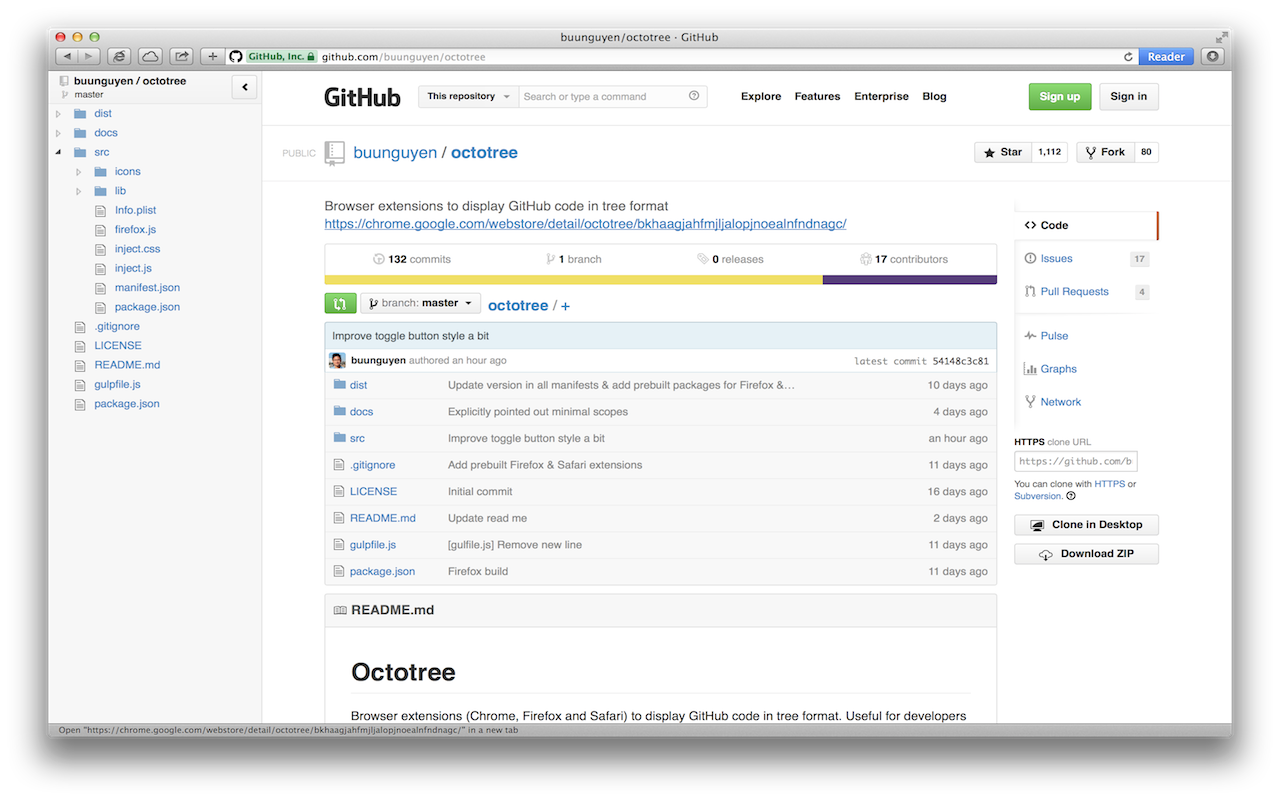 buunguyen/octotree - GitHub
GitHub, Inc. github.com/buunguyen/octotree
Reader
buunguyen / octotree
master
dist
docs
src
icons
lib
Info.plist
firefox.js
inject.css
inject.js
manifest.json
package.json
.gitignore
LICENSE
README.md
gulpfile.js
package.json
GitHub This repository Search or type a command Explore Features Enterprise Blog Sign up Sign in
PUBLIC buunguyen / octotree Star 1,112 Fork 80
Browser extensions to display GitHub code in tree format
https://chrome.google.com/webstore/detail/octotree/bkhaagjahfmjljalopjnoealnfndnagc/
132 commits 1 branch 0 releases 17 contributors
branch: master octotree / +
Improve toggle button style a bit
buunguyen authored an hour ago latest commit 54148c3c81
dist Update version in all manifests & add prebuilt packages for Firefox &… 10 days ago
docs Explicitly pointed out minimal scopes 4 days ago
src Improve toggle button style a bit an hour ago
.gitignore Add prebuilt Firefox & Safari extensions 11 days ago
LICENSE Initial commit 16 days ago
README.md Update read me 2 days ago
gulpfile.js [gulfile.js] Remove new line 11 days ago
package.json Firefox build 11 days ago
README.md
Octotree
Browser extensions (Chrome, Firefox and Safari) to display GitHub code in tree format. Useful for developers
Code
Issues 17
Pull Requests 4
Pulse
Graphs
Network
HTTPS clone URL
https://github.com/b
You can clone with HTTPS or
Subversion.
Clone in Desktop
Download ZIP
Open "https://chrome.google.com/webstore/detail/octotree/bkhaagjahfmjljalopjnoealnfndnagc/" in a new tab